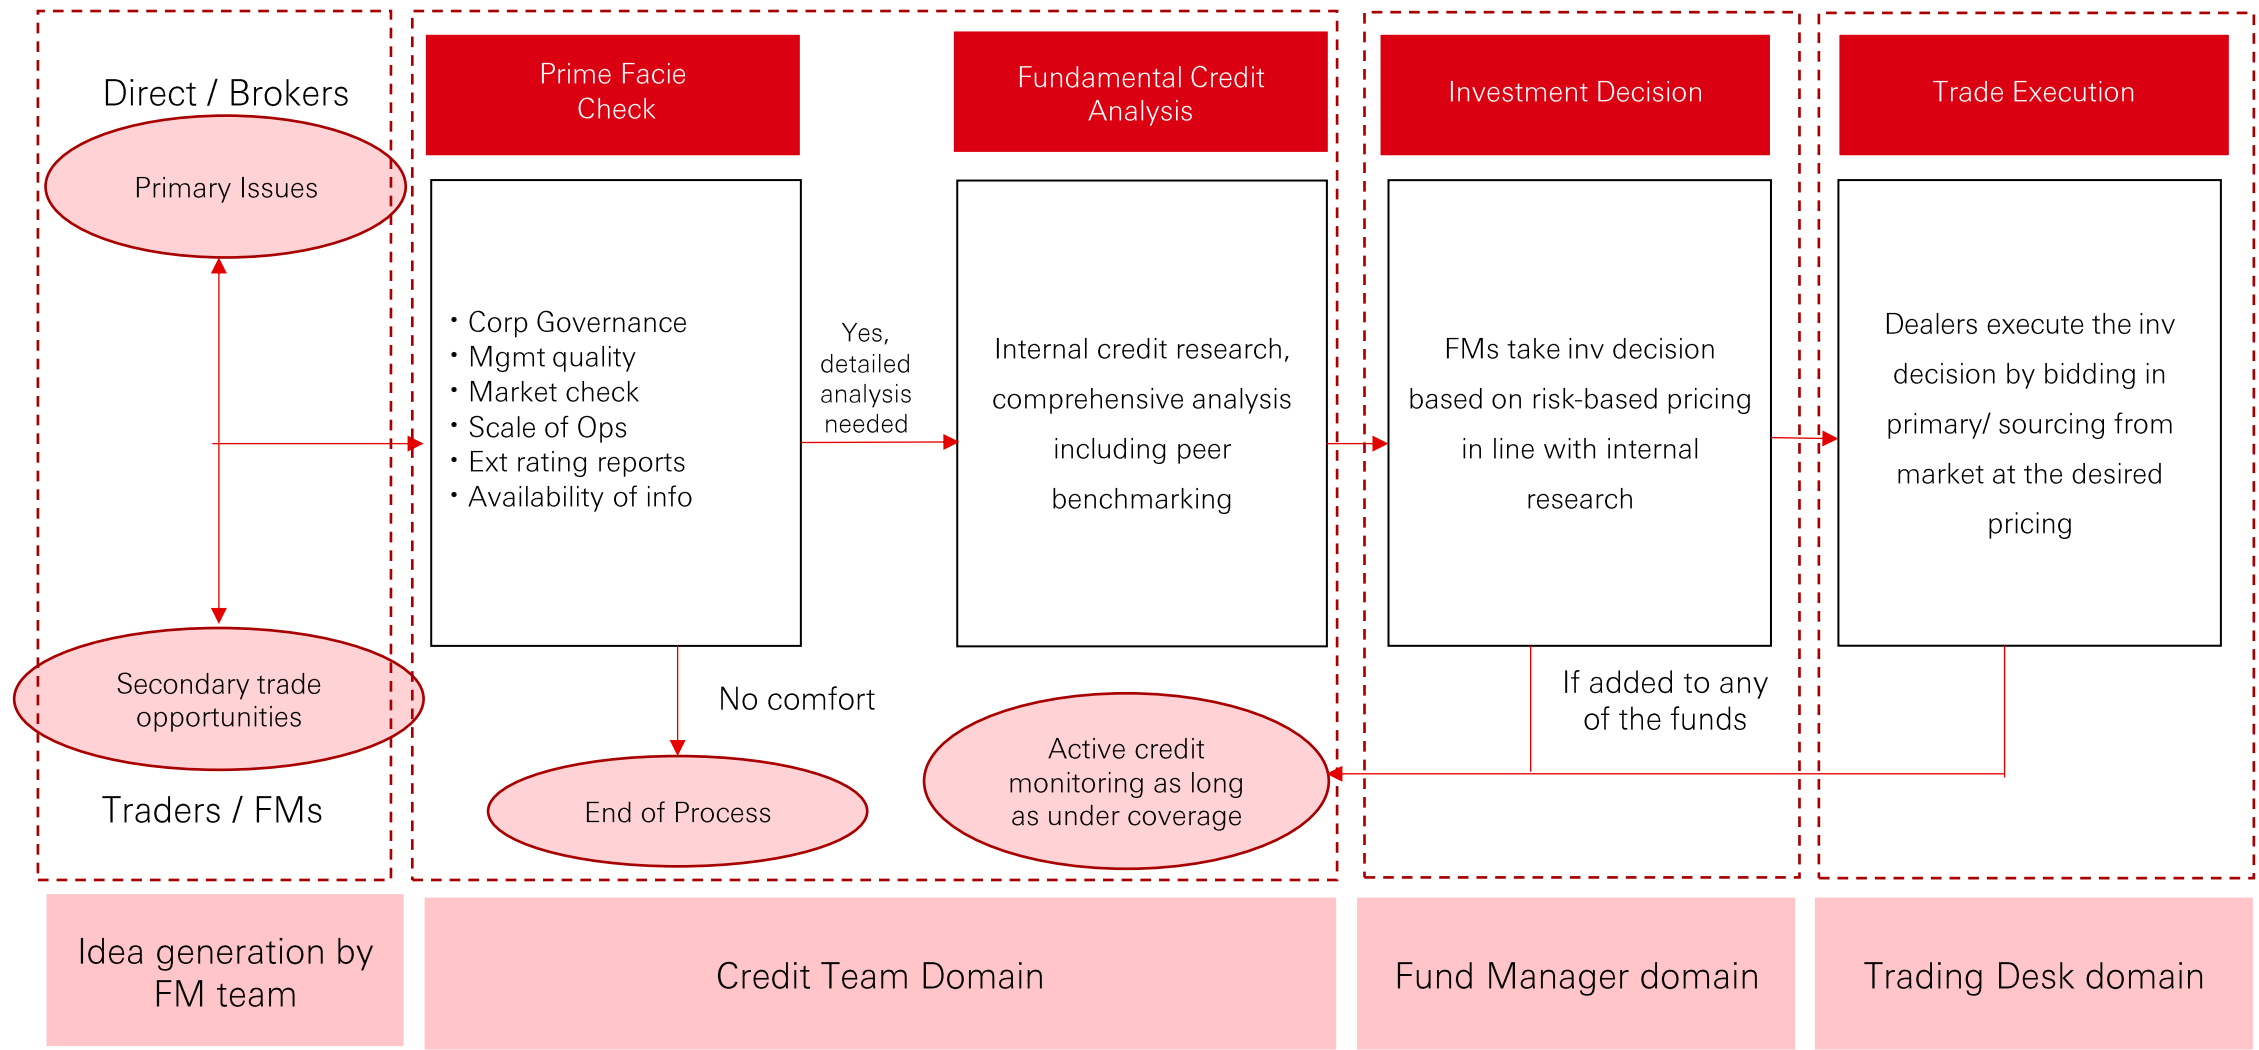 Direct / Brokers
Primary Issues
Secondary trade
opportunities
Traders / FMs
Idea generation by
FM team
Prime Facie
Check
• Corp Governance
• Mgmt quality
• Market check
• Scale of Ops
• Ext rating reports
• Availability of info
Yes,
detailed
analysis
needed
No comfort
End of Process
Fundamental Credit
Analysis
Internal credit research,
comprehensive analysis
including peer
benchmarking
Active credit
monitoring as long
as under coverage
Credit Team Domain
Investment Decision
FMs take inv decision
based on risk-based pricing
in line with internal
research
If added to any
of the funds
Fund Manager domain
Trade Execution
Dealers execute the inv
decision by bidding in
primary/ sourcing from
market at the desired
pricing
Trading Desk domain